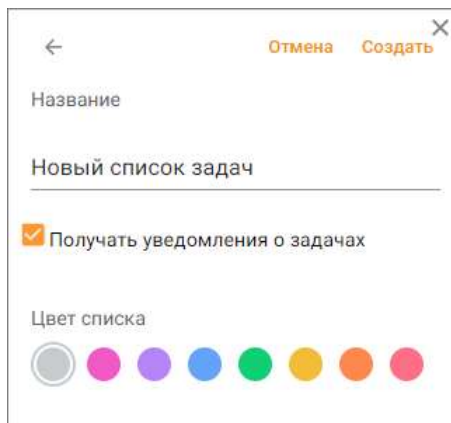 Отмена Создать
Название
Новый список задач
Получать уведомления о задачах
Цвет списка